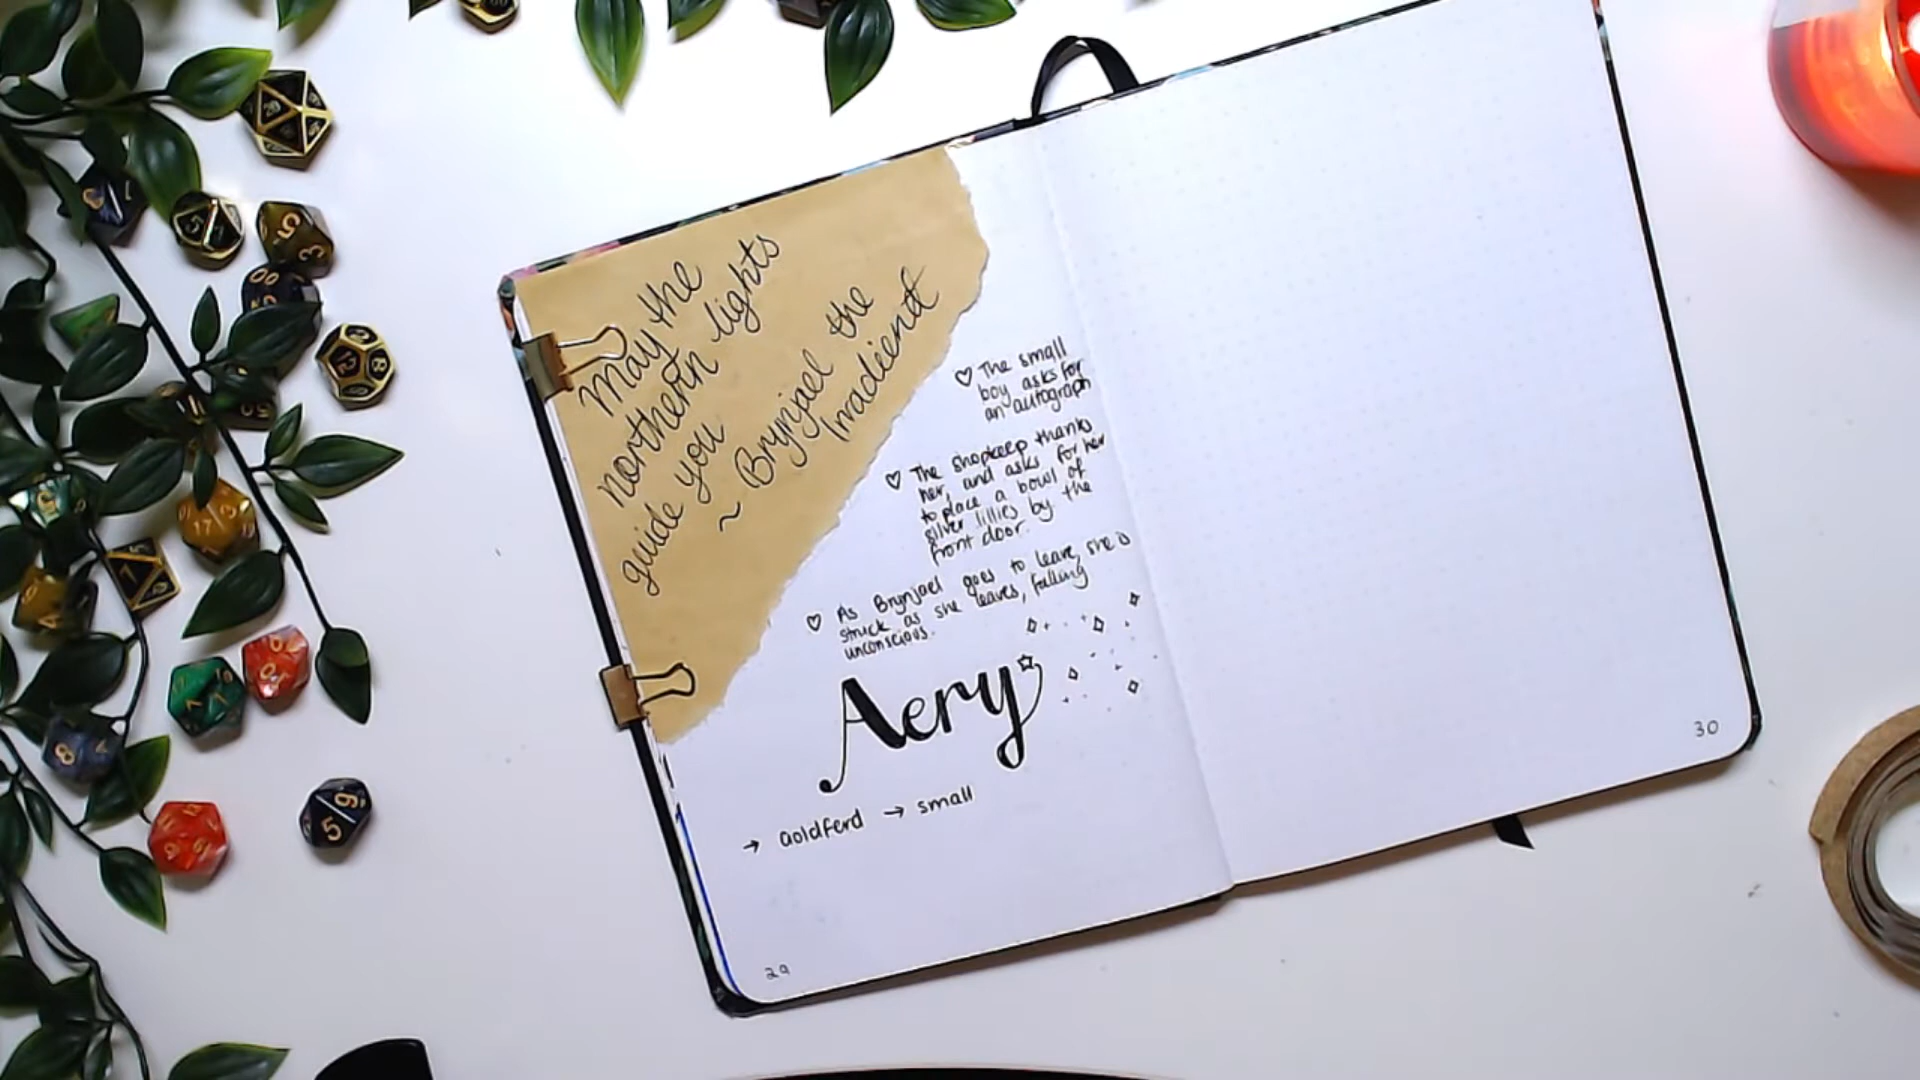 May the
northern lights
guide you
~ Brynjael the
Irradient
♡ The small
boy asks for
an autograph
♡ The shopkeep thanks
her, and asks for her
to place a bowl of
silver lillies by the
front door.
♡ As Brynjael goes to leave, she is
struck as she leaves, falling
unconscious.
Aery
→ Goldferd → small
29
30